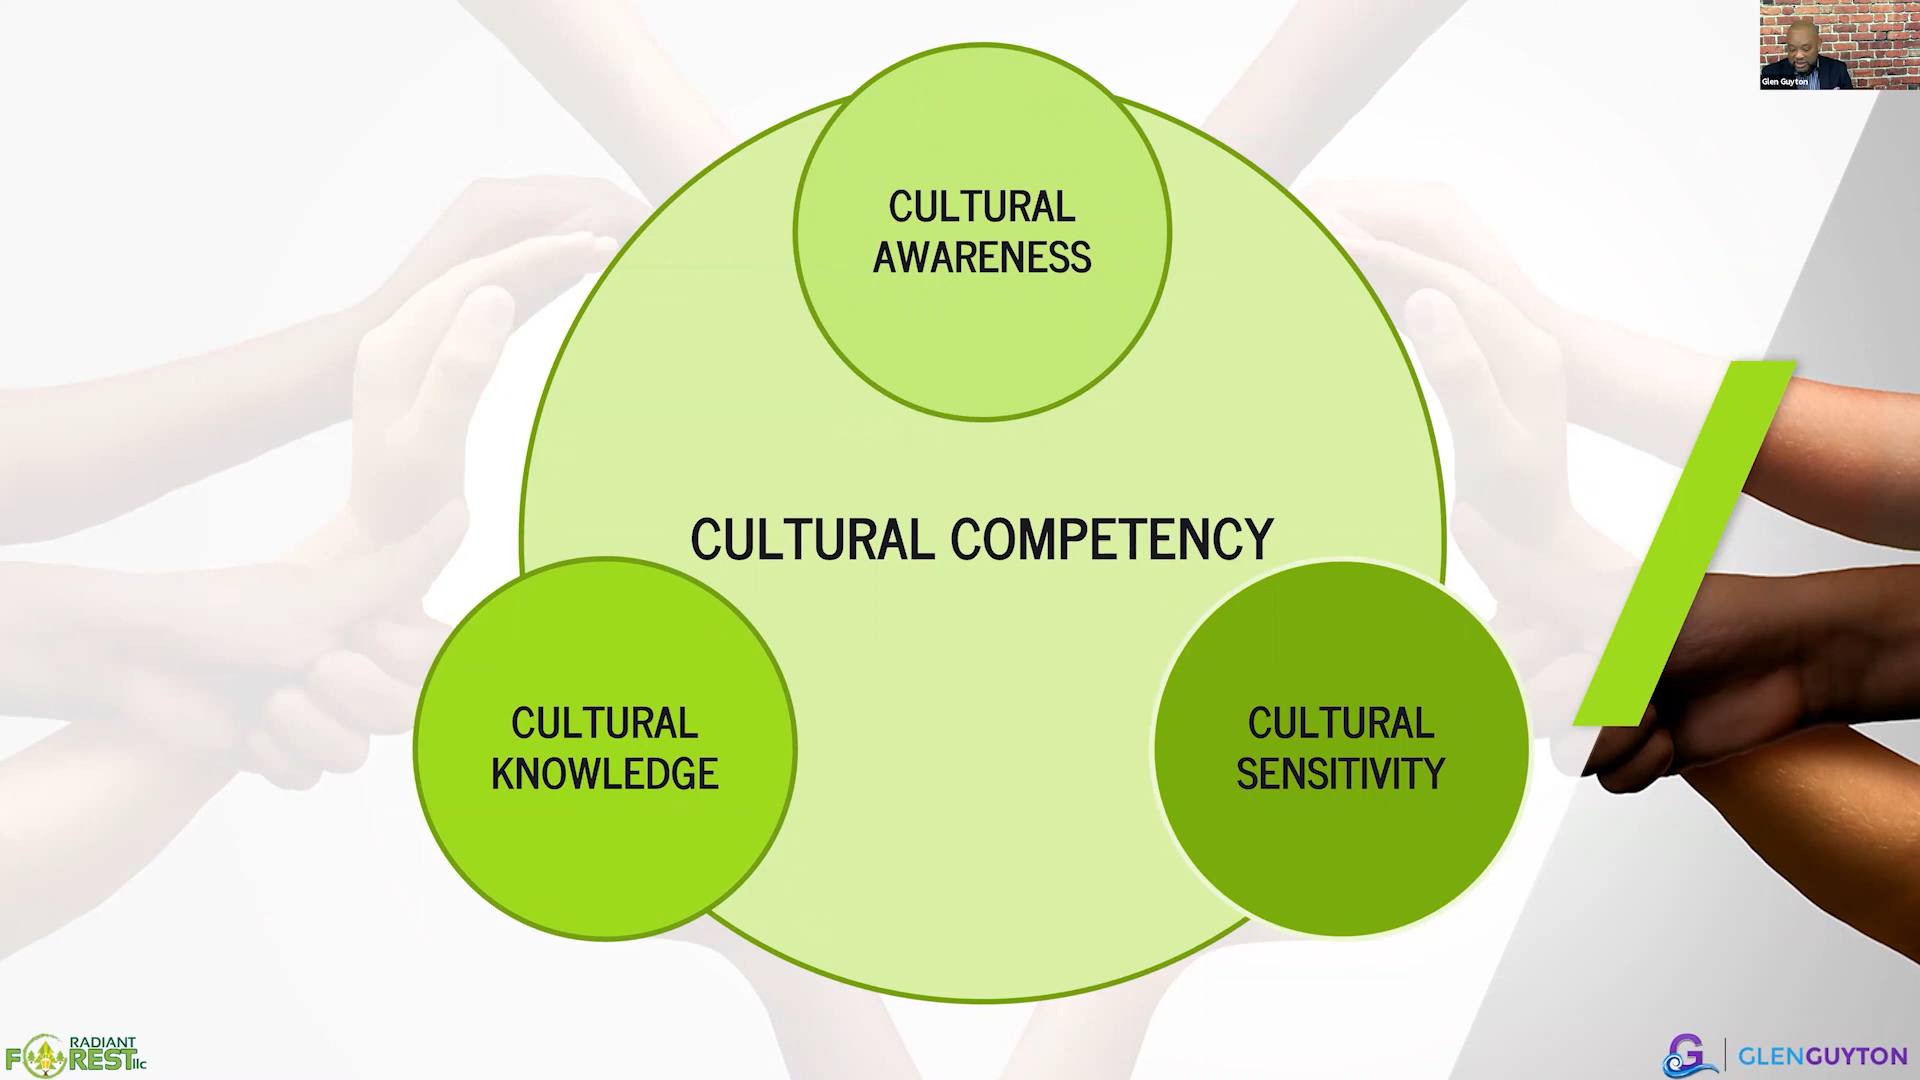 Glen Guyton
CULTURAL
AWARENESS
CULTURAL COMPETENCY
CULTURAL
KNOWLEDGE
CULTURAL
SENSITIVITY
RADIANT
FOREST llc
G | GLENGUYTON